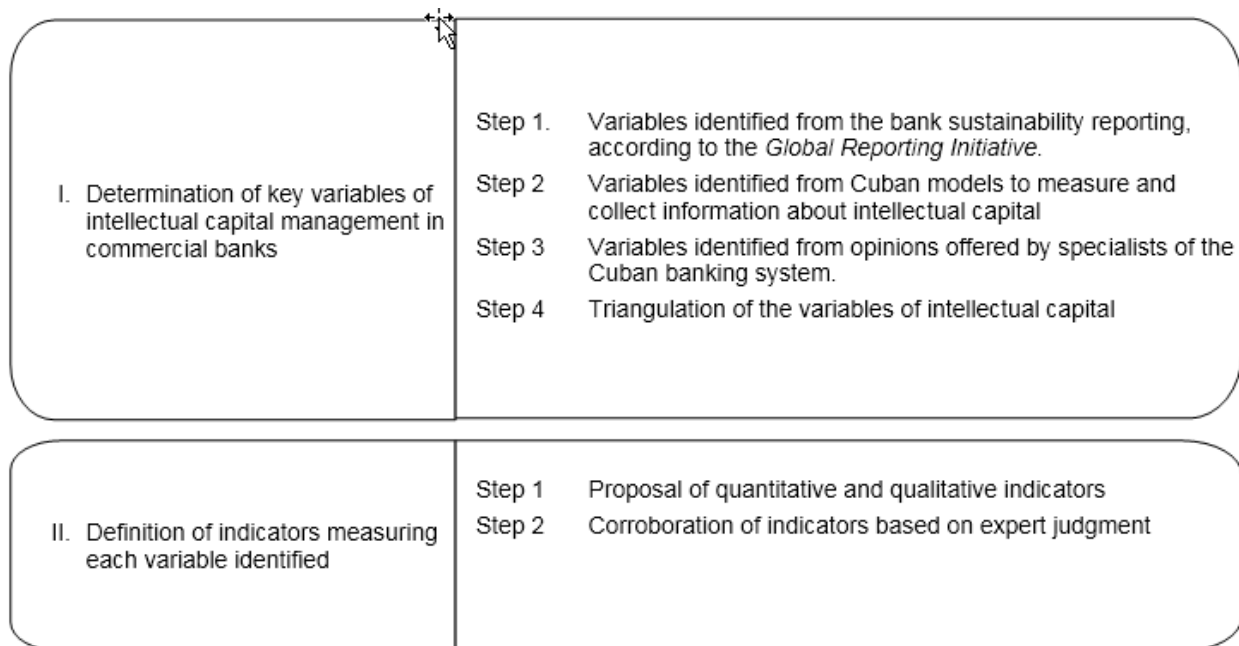 I. Determination of key variables of
intellectual capital management in
commercial banks
Step 1. Variables identified from the bank sustainability reporting,
according to the Global Reporting Initiative.
Step 2 Variables identified from Cuban models to measure and
collect information about intellectual capital
Step 3 Variables identified from opinions offered by specialists of the
Cuban banking system.
Step 4 Triangulation of the variables of intellectual capital
II. Definition of indicators measuring
each variable identified
Step 1 Proposal of quantitative and qualitative indicators
Step 2 Corroboration of indicators based on expert judgment